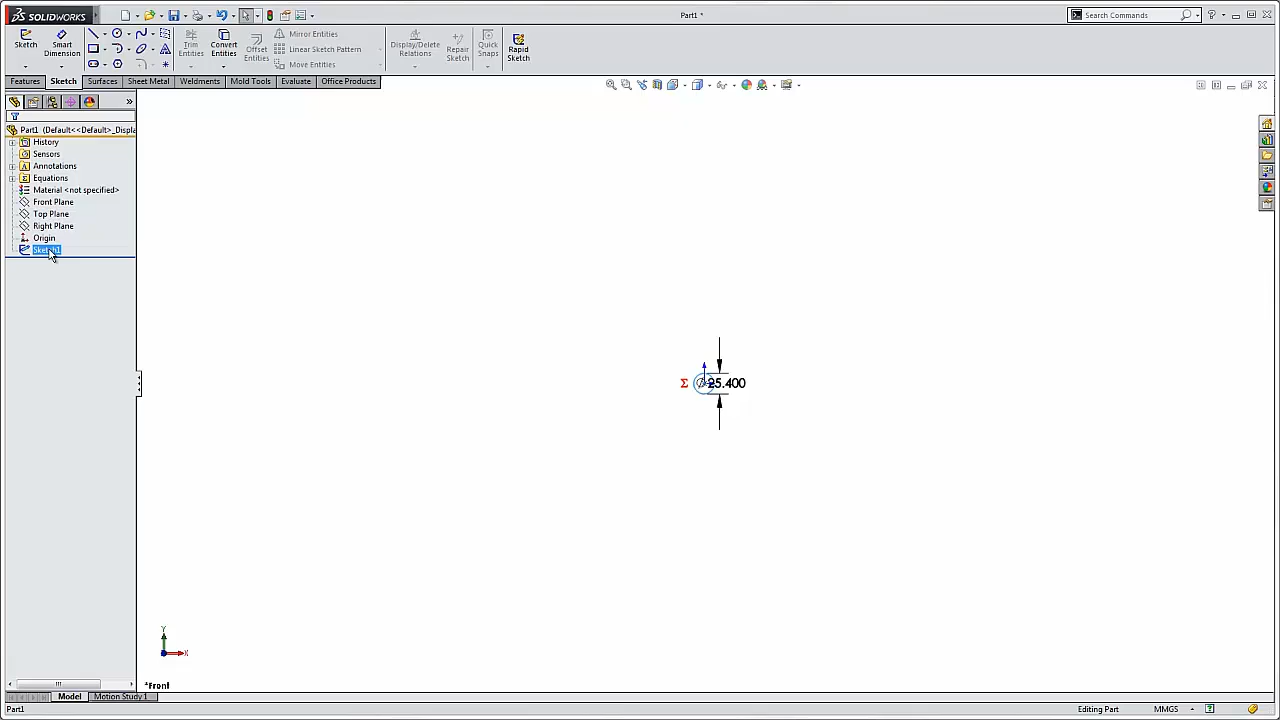 SOLIDWORKS
Part1 *
Search Commands
Sketch
Smart Dimension
Trim Entities
Convert Entities
Offset Entities
Mirror Entities
Linear Sketch Pattern
Move Entities
Display/Delete Relations
Repair Sketch
Quick Snaps
Rapid Sketch
Features
Sketch
Surfaces
Sheet Metal
Weldments
Mold Tools
Evaluate
Office Products
Part1 (Default<<Default>_Displa
History
Sensors
Annotations
Equations
Material <not specified>
Front Plane
Top Plane
Right Plane
Origin
Sketch1
Σ
⌀25.400
Y
X
*Front
Model
Motion Study 1
Part1
Editing Part
MMGS